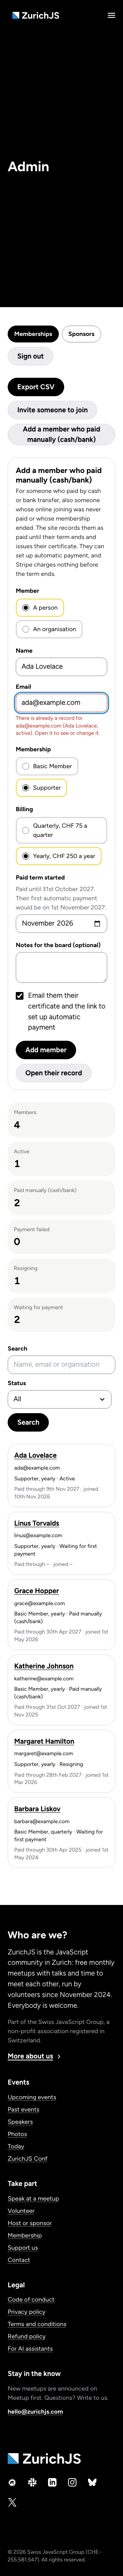 ZurichJS
Admin
Memberships
Sponsors
Sign out
Export CSV
Invite someone to join
Add a member who paid
manually (cash/bank)
Add a member who paid
manually (cash/bank)
For someone who paid by cash
or bank transfer, and for
someone whose own online
payment was moved over and
paid or whose membership
ended. This records them as
paid until their term ends and
issues their certificate. They
set up automatic payments
themselves, and Stripe charges
nothing before their term ends.
Member
A person
An organisation
Name
Ada Lovelace
Email
ada@example.com
There is already a record for
ada@example.com (Ada Lovelace,
active). Open it to see or change it.
Membership
Basic Member
Supporter
Billing
Quarterly, CHF 75 a
quarter
Yearly, CHF 250 a year
Paid term started
Paid until 31st October 2027.
Their first automatic payment
would be on 1st November 2027.
November 2026
Notes for the board (optional)
Email them their
certificate and the link to
set up automatic
payment
Add member
Open their record
Members
4
Active
1
Paid manually (cash/bank)
2
Payment failed
0
Resigning
1
Waiting for payment
2
Search
Name, email or organisation
Status
All
Search
Ada Lovelace
ada@example.com
Supporter, yearly · Active
Paid through 9th Nov 2027 · joined
10th Nov 2026
Linus Torvalds
linus@example.com
Supporter, yearly · Waiting for first
payment
Paid through – · joined –
Grace Hopper
grace@example.com
Basic Member, yearly · Paid manually
(cash/bank)
Paid through 30th Apr 2027 · joined 1st
May 2026
Katherine Johnson
katherine@example.com
Basic Member, yearly · Paid manually
(cash/bank)
Paid through 31st Oct 2027 · joined 1st
Nov 2025
Margaret Hamilton
margaret@example.com
Supporter, yearly · Resigning
Paid through 28th Feb 2027 · joined 1st
Mar 2026
Barbara Liskov
barbara@example.com
Basic Member, quarterly · Waiting for
first payment
Paid through 30th Apr 2025 · joined 1st
May 2024
Who are we?
ZurichJS is the JavaScript
community in Zurich: free monthly
meetups with talks and time to
meet each other, run by
volunteers since November 2024.
Everybody is welcome.
Part of the Swiss JavaScript Group, a
non-profit association registered in
Switzerland.
More about us
Events
Upcoming events
Past events
Speakers
Photos
Today
ZurichJS Conf
Take part
Speak at a meetup
Volunteer
Host or sponsor
Membership
Support us
Contact
Legal
Code of conduct
Privacy policy
Terms and conditions
Refund policy
For AI assistants
Stay in the know
New meetups are announced on
Meetup first. Questions? Write to us.
hello@zurichjs.com
ZurichJS
© 2026 Swiss JavaScript Group (CHE-
255.581.547). All rights reserved.